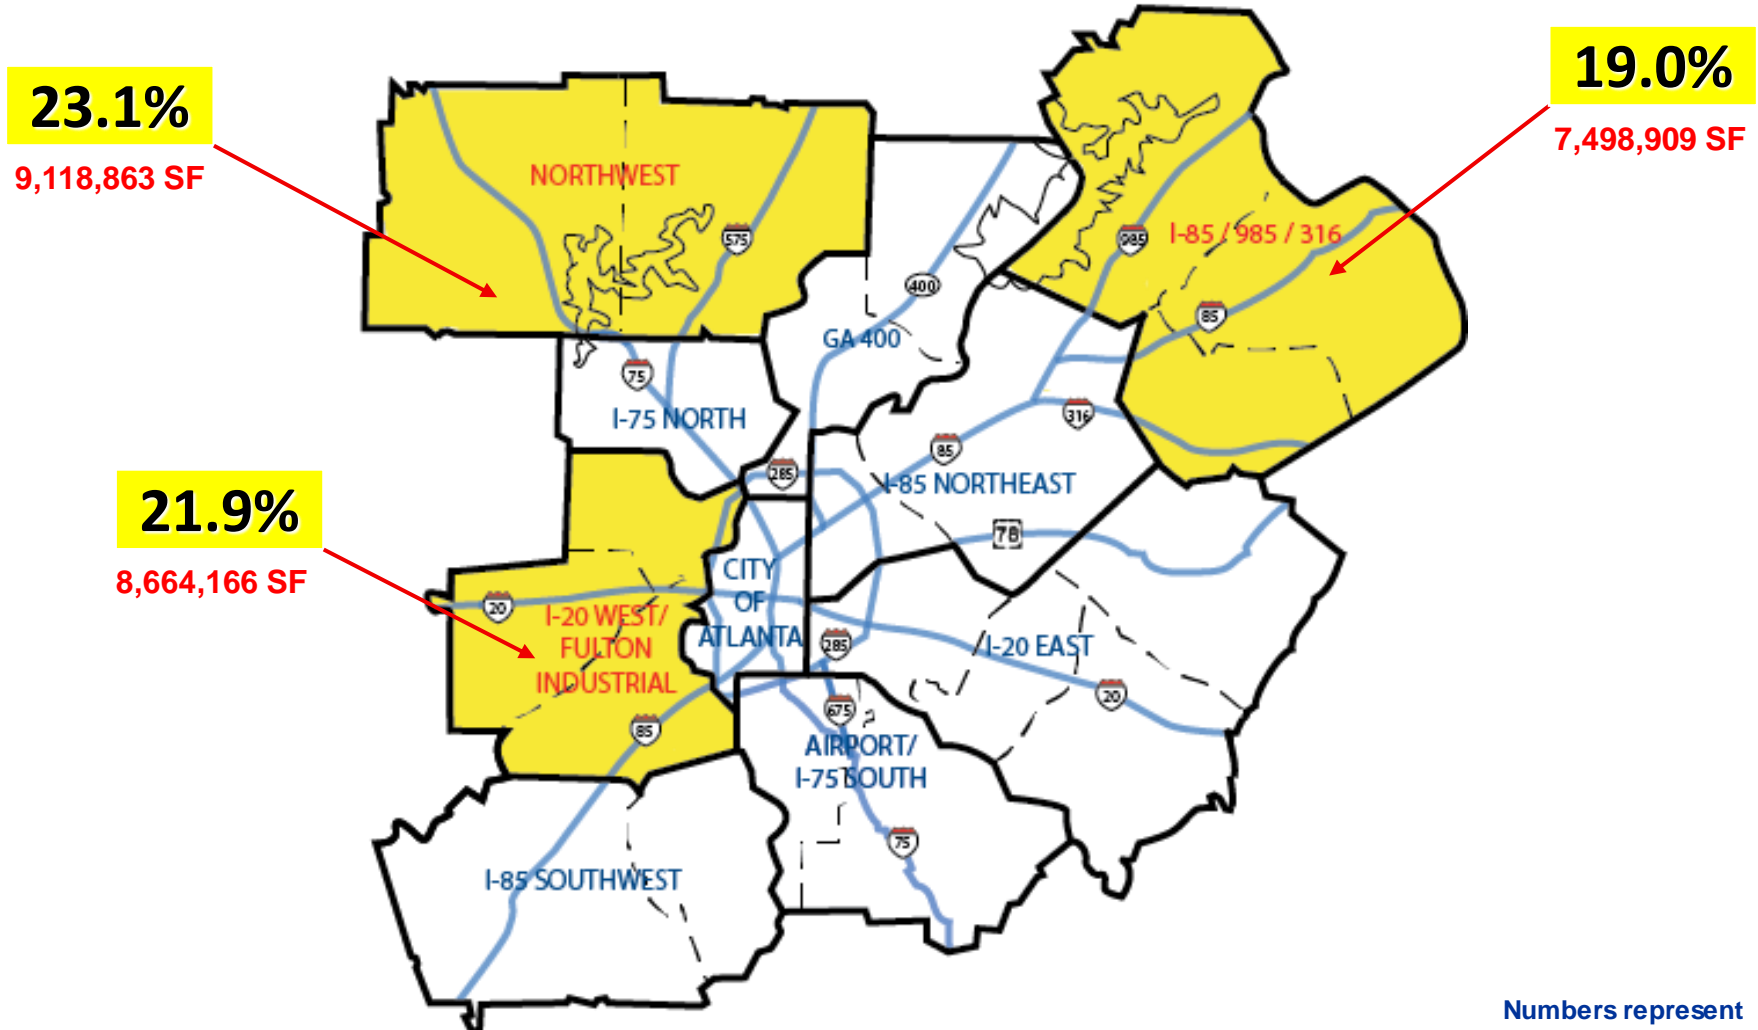 23.1%
9,118,863 SF
19.0%
7,498,909 SF
NORTHWEST
575
985
I-85 / 985 / 316
85
400
GA 400
75
I-75 NORTH
316
85
285
I-85 NORTHEAST
78
21.9%
8,664,166 SF
CITY
OF
ATLANTA
20
I-20 WEST/
FULTON
INDUSTRIAL
285
I-20 EAST
20
675
85
AIRPORT/
I-75 SOUTH
75
I-85 SOUTHWEST
Numbers represent